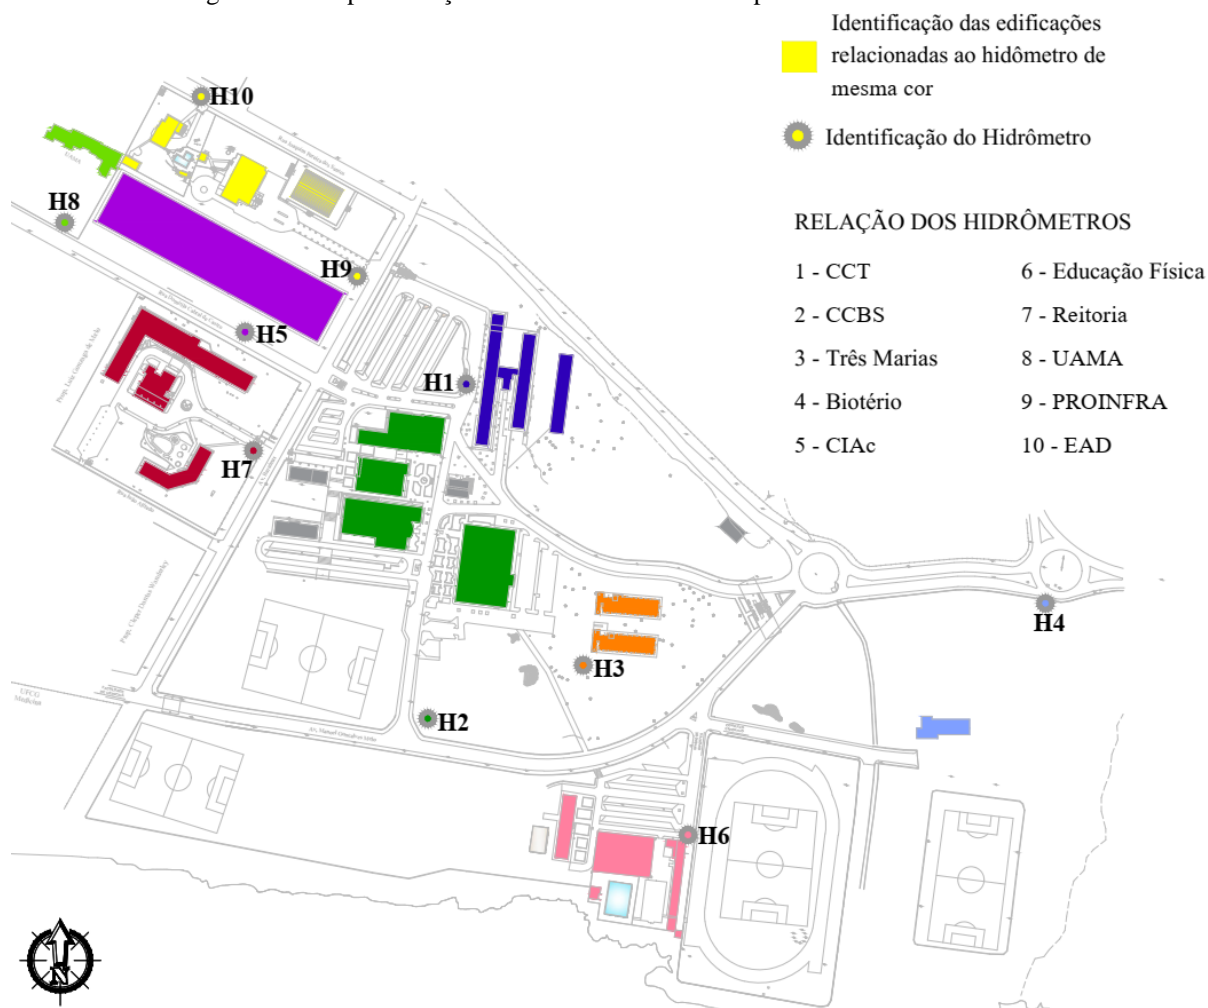 Identificação das edificações
relacionadas ao hidômetro de
mesma cor
Identificação do Hidrômetro
RELAÇÃO DOS HIDRÔMETROS
1 - CCT
2 - CCBS
3 - Três Marias
4 - Biotério
5 - CIAc
6 - Educação Física
7 - Reitoria
8 - UAMA
9 - PROINFRA
10 - EAD
H10
H8
H9
H5
H1
H7
H4
H3
H2
H6
UFCG
N